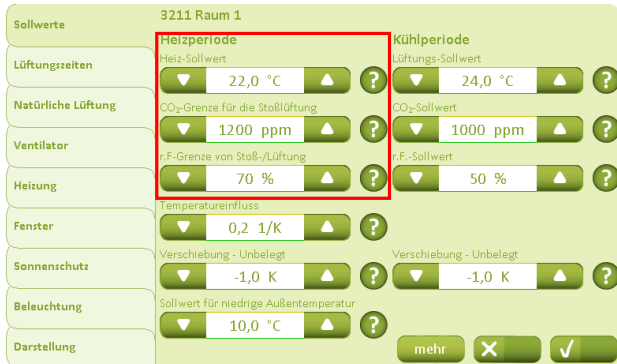 3211 Raum 1
Sollwerte
Lüftungszeiten
Natürliche Lüftung
Ventilator
Heizung
Fenster
Sonnenschutz
Beleuchtung
Darstellung
Heizperiode
Heiz-Sollwert
22,0 °C ?
CO₂-Grenze für die Stoßlüftung
1200 ppm ?
r.F-Grenze von Stoß-/Lüftung
70 % ?
Temperatureinfluss
0,2 1/K ?
Verschiebung - Unbelegt
-1,0 K ?
Sollwert für niedrige Außentemperatur
10,0 °C ?
Kühlperiode
Lüftungs-Sollwert
24,0 °C ?
CO₂-Sollwert
1000 ppm ?
r.F.-Sollwert
50 % ?
Verschiebung - Unbelegt
-1,0 K ?
mehr